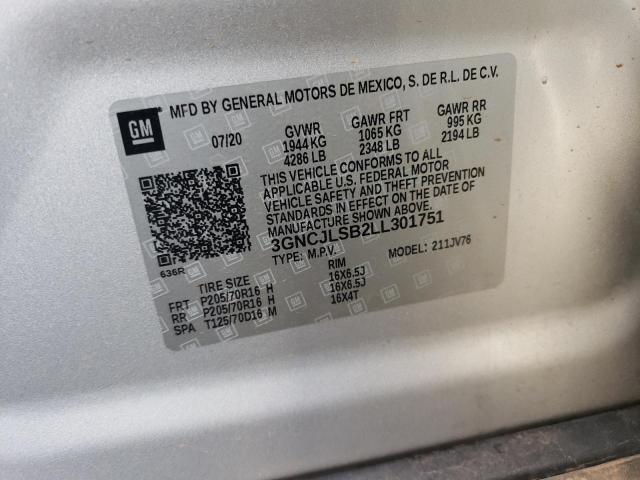 MFD BY GENERAL MOTORS DE MEXICO, S. DE R.L. DE C.V.
GM
07/20 GVWR GAWR FRT GAWR RR
1944 KG 1065 KG 995 KG
4286 LB 2348 LB 2194 LB
THIS VEHICLE CONFORMS TO ALL
APPLICABLE U.S. FEDERAL MOTOR
VEHICLE SAFETY AND THEFT PREVENTION
STANDARDS IN EFFECT ON THE DATE OF
MANUFACTURE SHOWN ABOVE.
3GNCJLSB2LL301751
TYPE: M.P.V. MODEL: 211JV76
636R
TIRE SIZE RIM
FRT P205/70R16 H 16X6.5J
RR P205/70R16 H 16X6.5J
SPA T125/70D16 M 16X4T